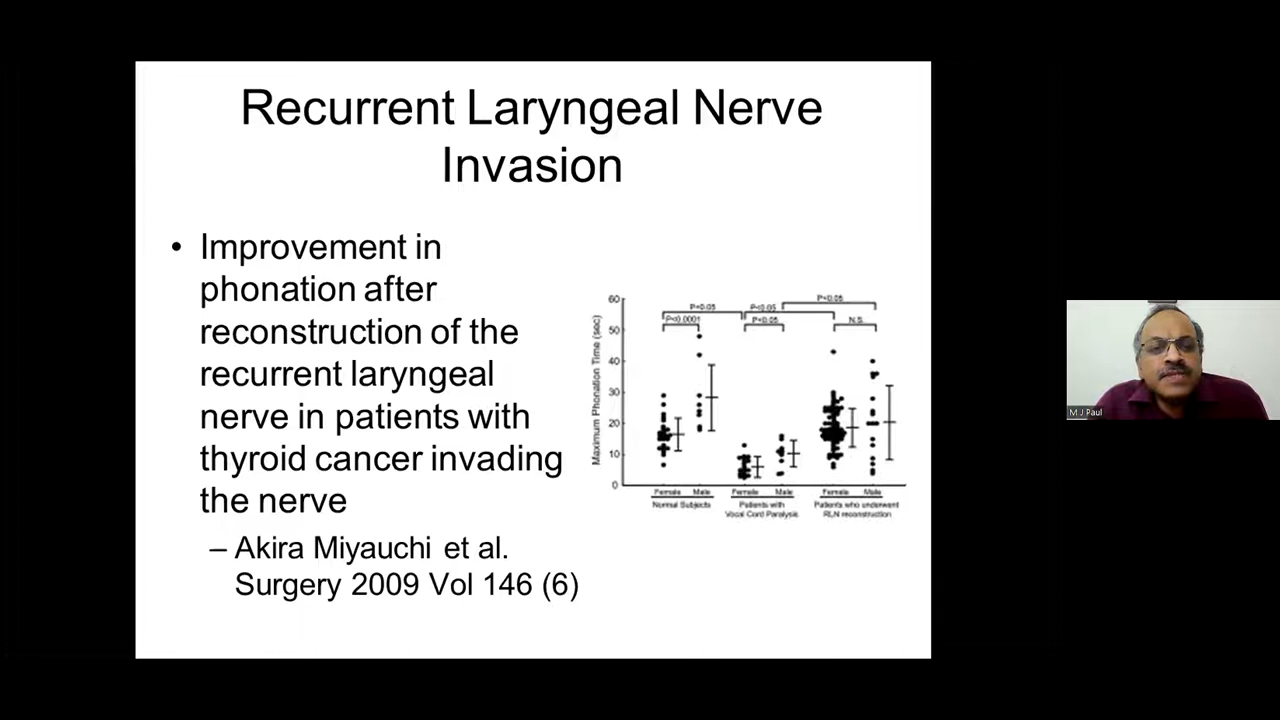 Recurrent Laryngeal Nerve
Invasion
• Improvement in
phonation after
reconstruction of the
recurrent laryngeal
nerve in patients with
thyroid cancer invading
the nerve
– Akira Miyauchi et al.
Surgery 2009 Vol 146 (6)
Maximum Phonation Time (sec)
60
50
40
30
20
10
0
P<0.05
P<0.05
P<0.05
P<0.0001
P<0.05
N.S.
Female Male Female Male Female Male
Normal Subjects
Patients with
Vocal Cord Paralysis
Patients who underwent
RLN reconstruction
M J Paul